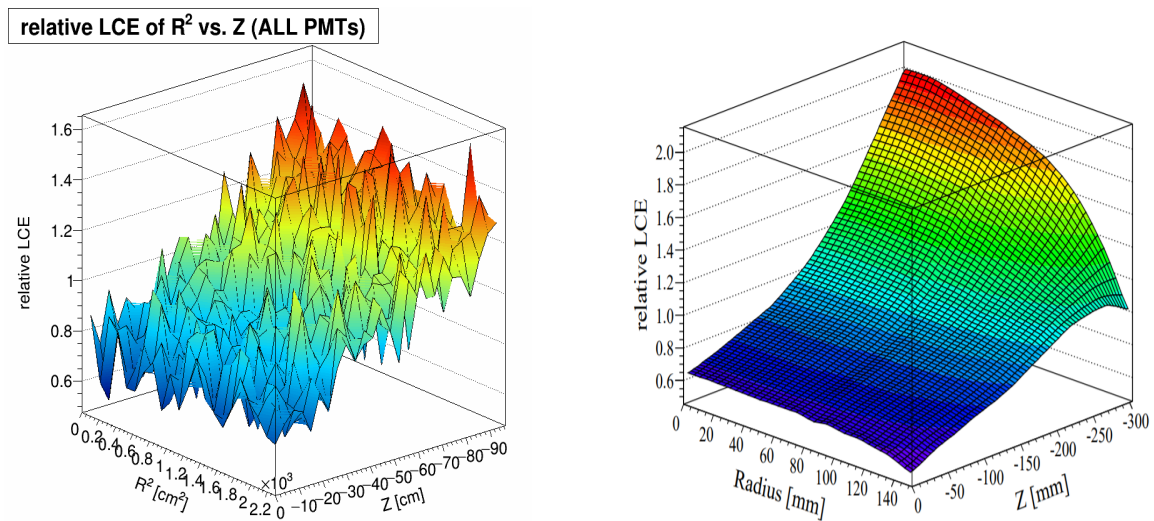 relative LCE of R² vs. Z (ALL PMTs)
relative LCE
1.6
1.4
1.2
1
0.8
0.6
0 0.2 0.4 0.6 0.8 1 1.2 1.4 1.6 1.8 2 2.2 ×10³
R² [cm²]
0 −10 −20 −30 −40 −50 −60 −70 −80 −90
Z [cm]
relative LCE
2.0
1.8
1.6
1.4
1.2
1.0
0.8
0.6
0 20 40 60 80 100 120 140
Radius [mm]
0 -50 -100 -150 -200 -250 -300
Z [mm]